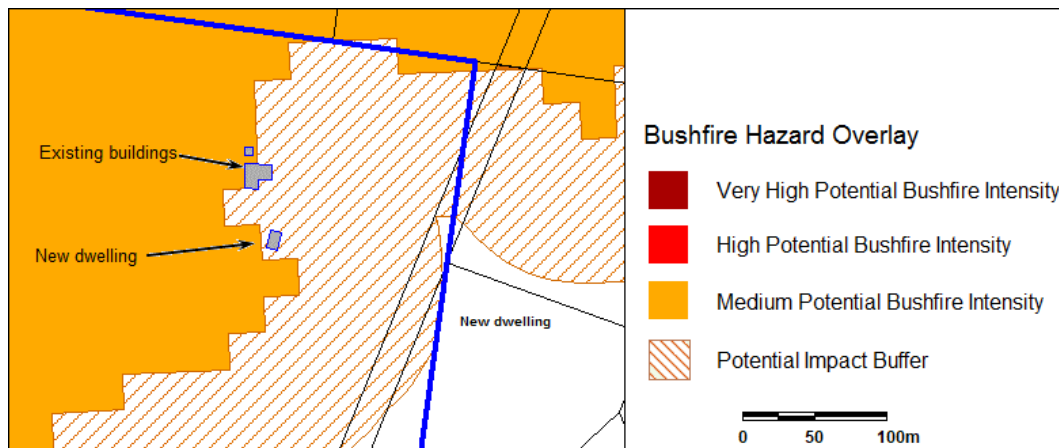 Existing buildings
New dwelling
New dwelling
Bushfire Hazard Overlay
Very High Potential Bushfire Intensity
High Potential Bushfire Intensity
Medium Potential Bushfire Intensity
Potential Impact Buffer
0 50 100m